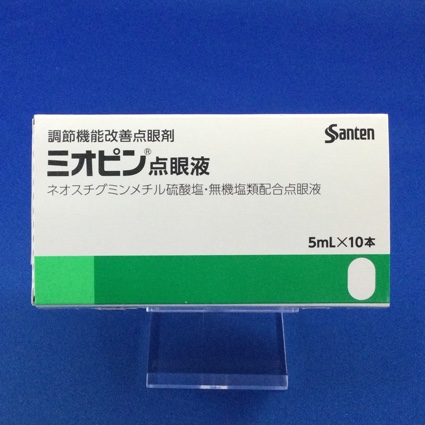 調節機能改善点眼剤
Santen
ミオピン®点眼液
ネオスチグミンメチル硫酸塩・無機塩類配合点眼液
5mL×10本